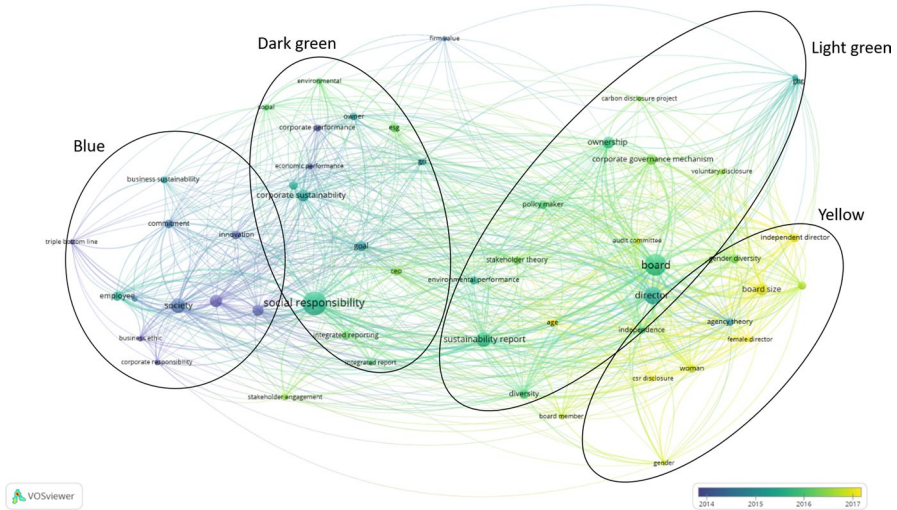 Dark green
Light green
Blue
Yellow
firm value
environmental
social
owner
corporate performance
esg
economic performance
corporate sustainability
goal
ceo
social responsibility
integrated reporting
integrated report
stakeholder engagement
business sustainability
commitment
innovation
triple bottom line
employee
society
business ethic
corporate responsibility
carbon disclosure project
ownership
corporate governance mechanism
voluntary disclosure
policy maker
audit committee
stakeholder theory
environmental performance
board
director
gender diversity
independent director
board size
age
independence
agency theory
female director
sustainability report
woman
csr disclosure
diversity
board member
gender
VOSviewer
2014 2015 2016 2017